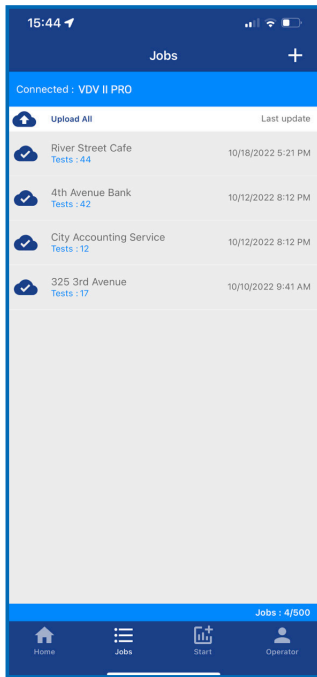 15:44
Jobs +
Connected : VDV II PRO
Upload All Last update
River Street Cafe
Tests : 44 10/18/2022 5:21 PM
4th Avenue Bank
Tests : 42 10/12/2022 8:12 PM
City Accounting Service
Tests : 12 10/12/2022 8:12 PM
325 3rd Avenue
Tests : 17 10/10/2022 9:41 AM
Jobs : 4/500
Home Jobs Start Operator